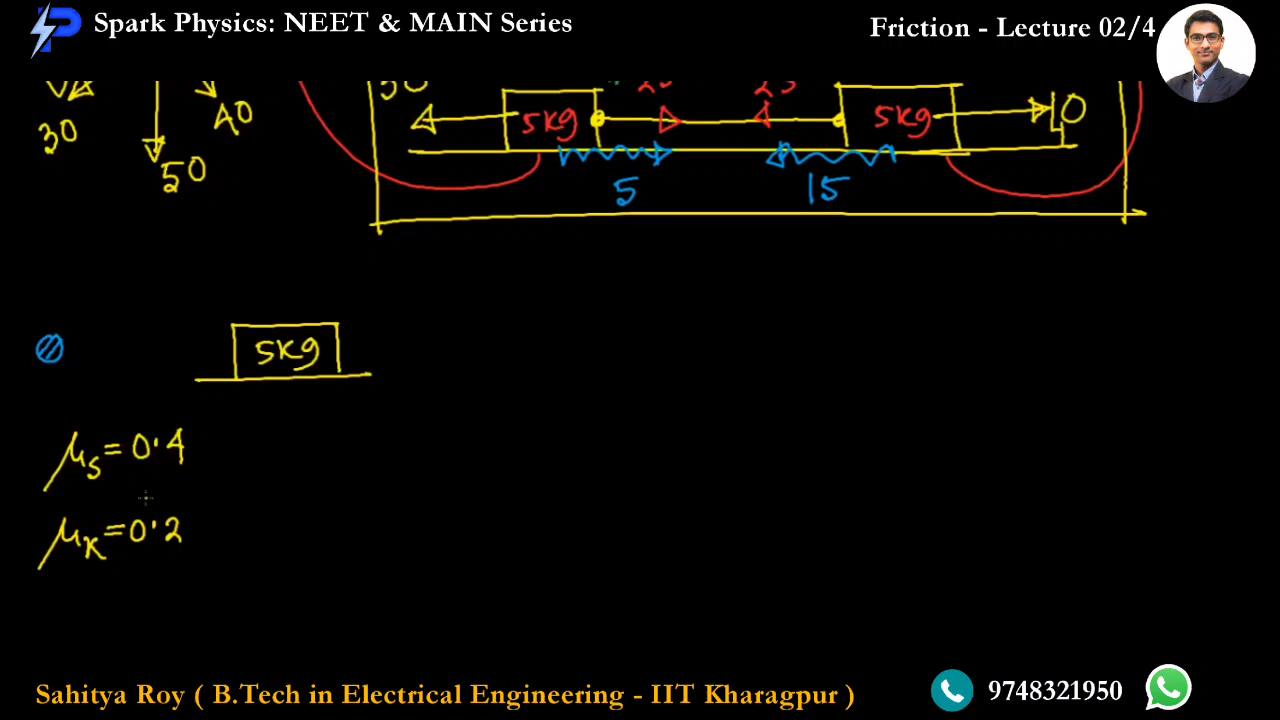 Spark Physics: NEET & MAIN Series
Friction - Lecture 02/4
30
40
50
5kg
5kg
40
5
15
5kg
μs = 0.4
μk = 0.2
Sahitya Roy ( B.Tech in Electrical Engineering - IIT Kharagpur )
9748321950